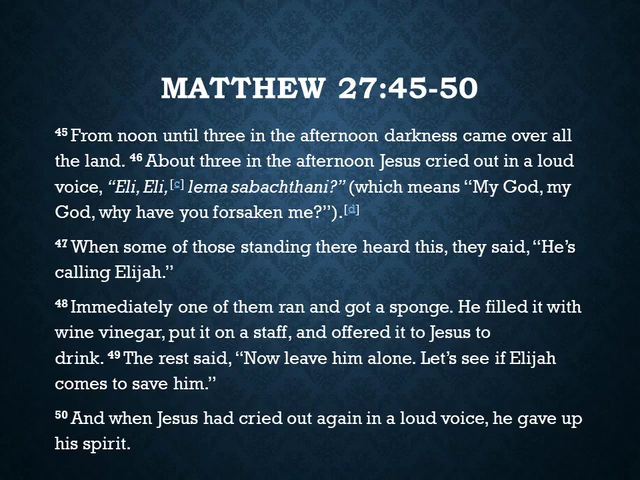 MATTHEW 27:45-50
45 From noon until three in the afternoon darkness came over all
the land. 46 About three in the afternoon Jesus cried out in a loud
voice, “Eli, Eli,[c] lema sabachthani?” (which means “My God, my
God, why have you forsaken me?”).[d]
47 When some of those standing there heard this, they said, “He’s
calling Elijah.”
48 Immediately one of them ran and got a sponge. He filled it with
wine vinegar, put it on a staff, and offered it to Jesus to
drink. 49 The rest said, “Now leave him alone. Let’s see if Elijah
comes to save him.”
50 And when Jesus had cried out again in a loud voice, he gave up
his spirit.